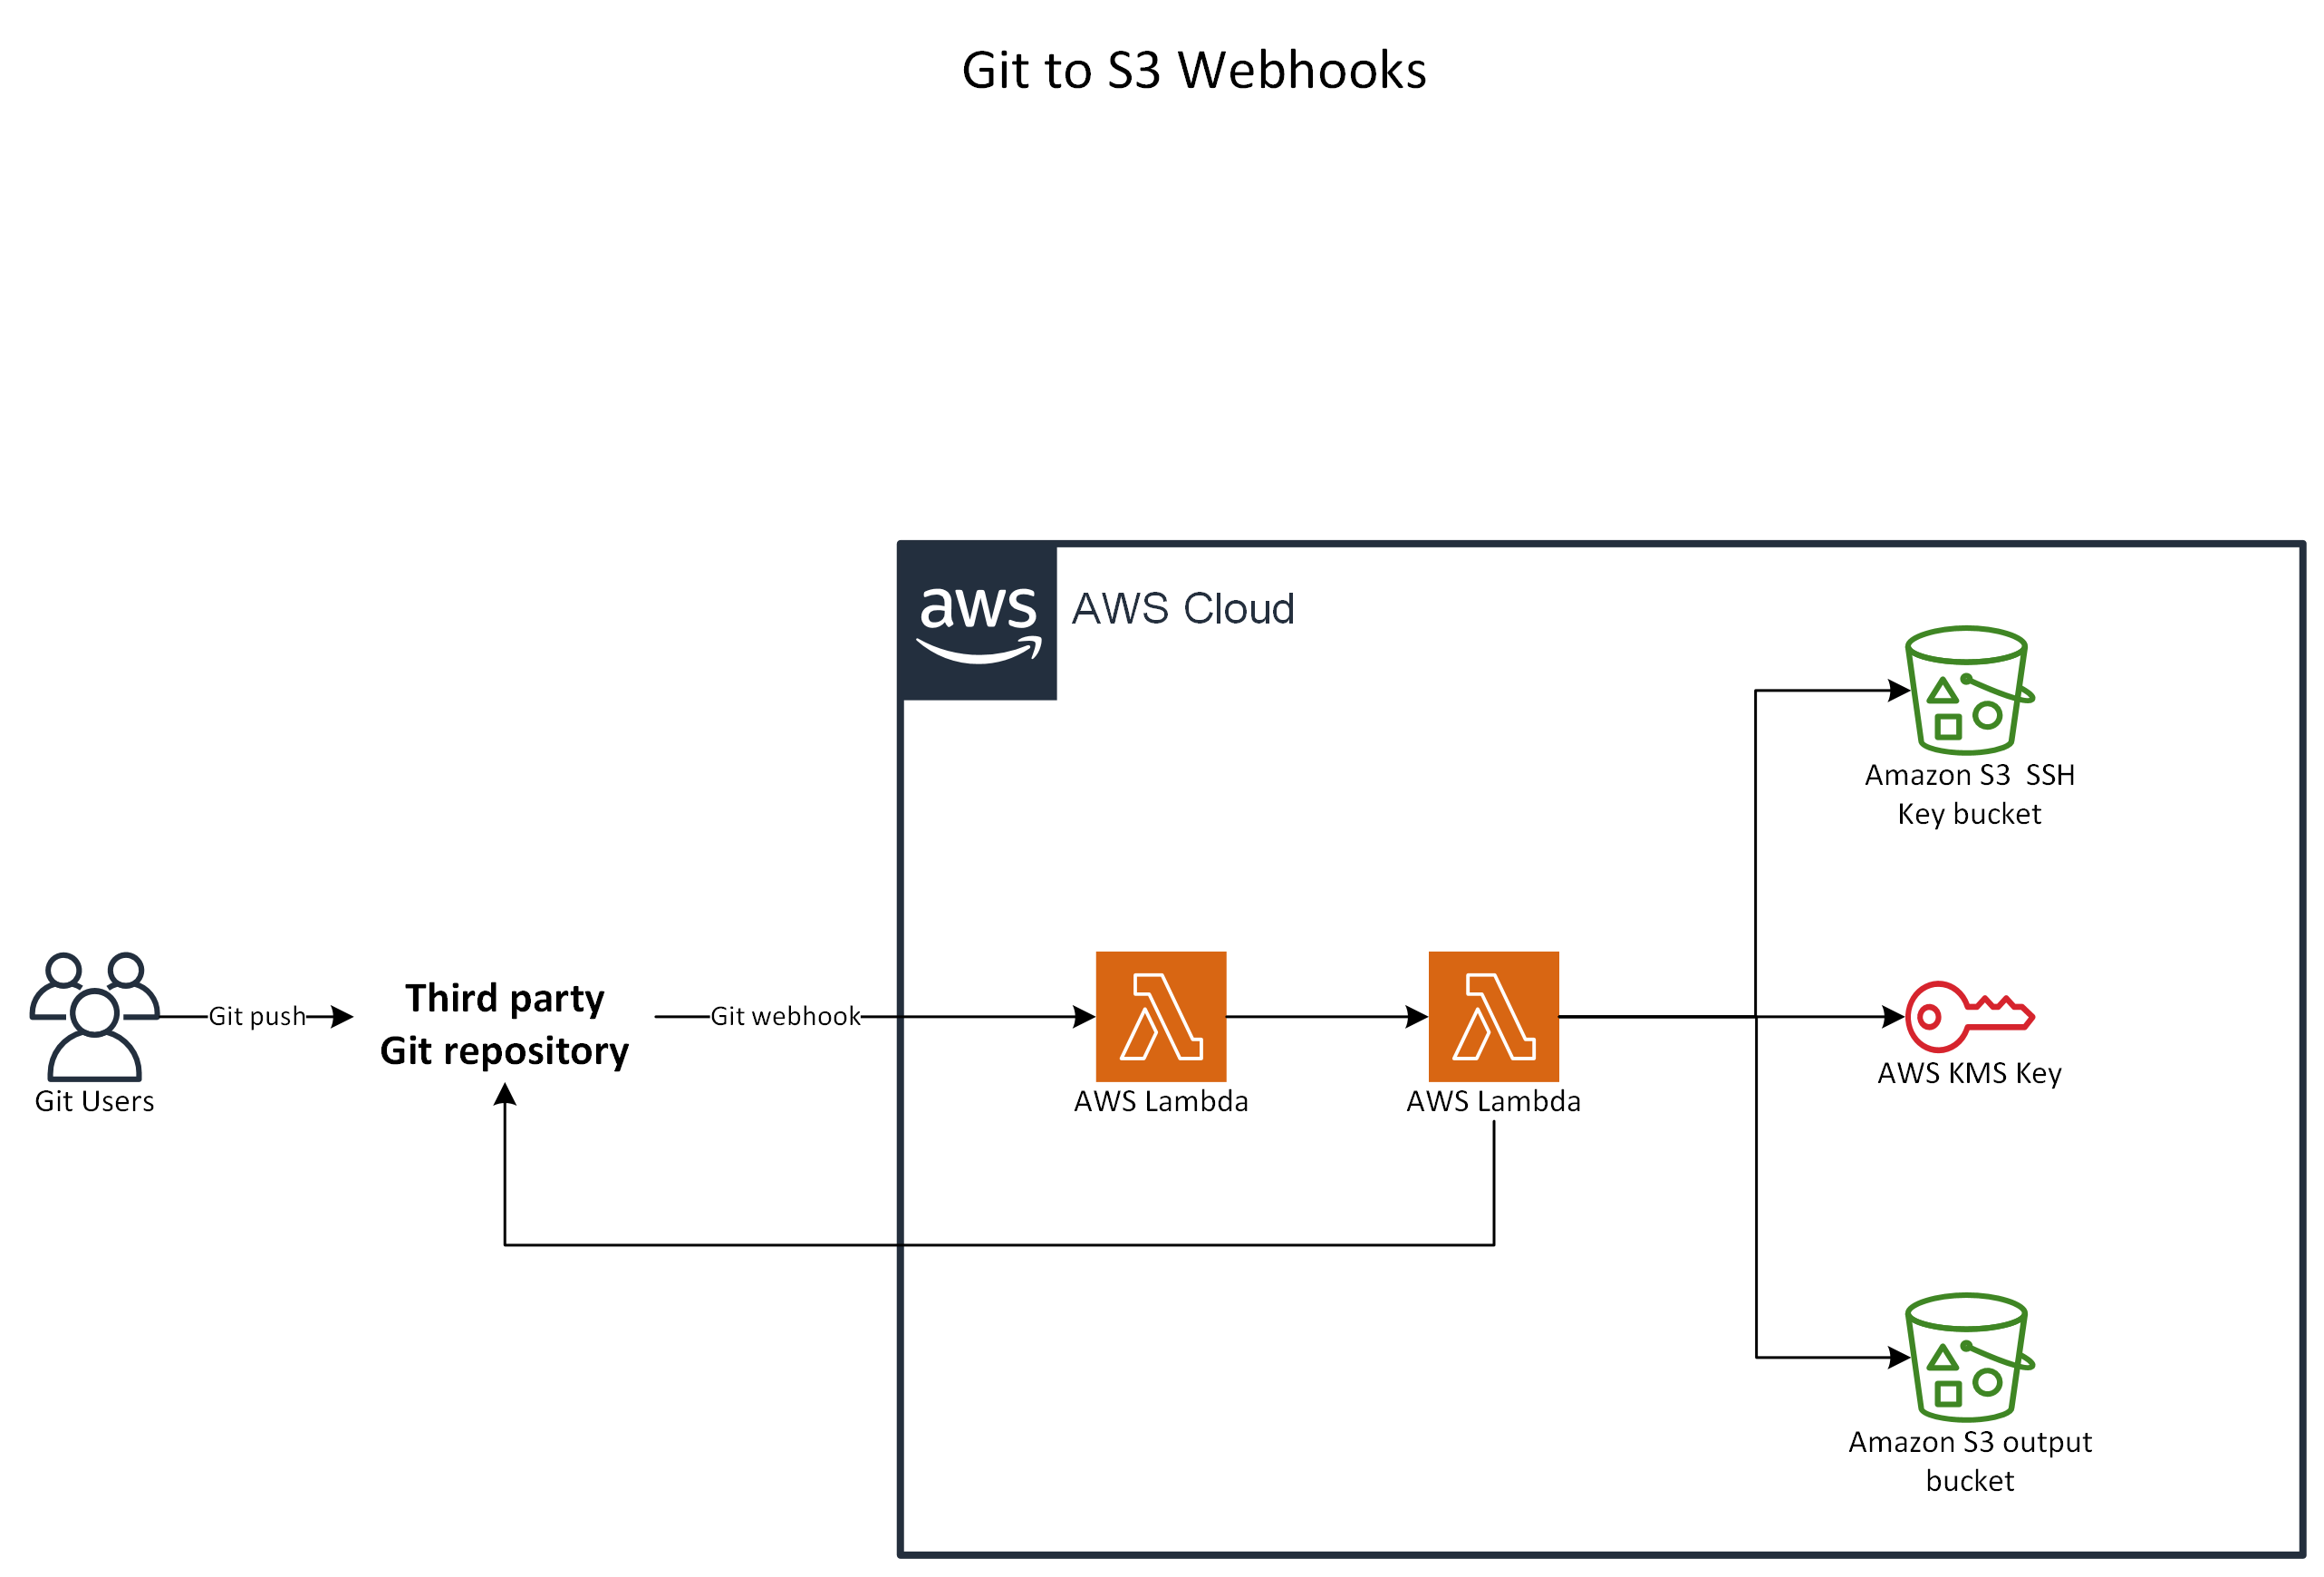 Git to S3 Webhooks
aws
AWS Cloud
Amazon S3  SSH
Key bucket
Git push
Third party
Git repository
Git webhook
Git Users
AWS Lambda
AWS Lambda
AWS KMS Key
Amazon S3 output
bucket